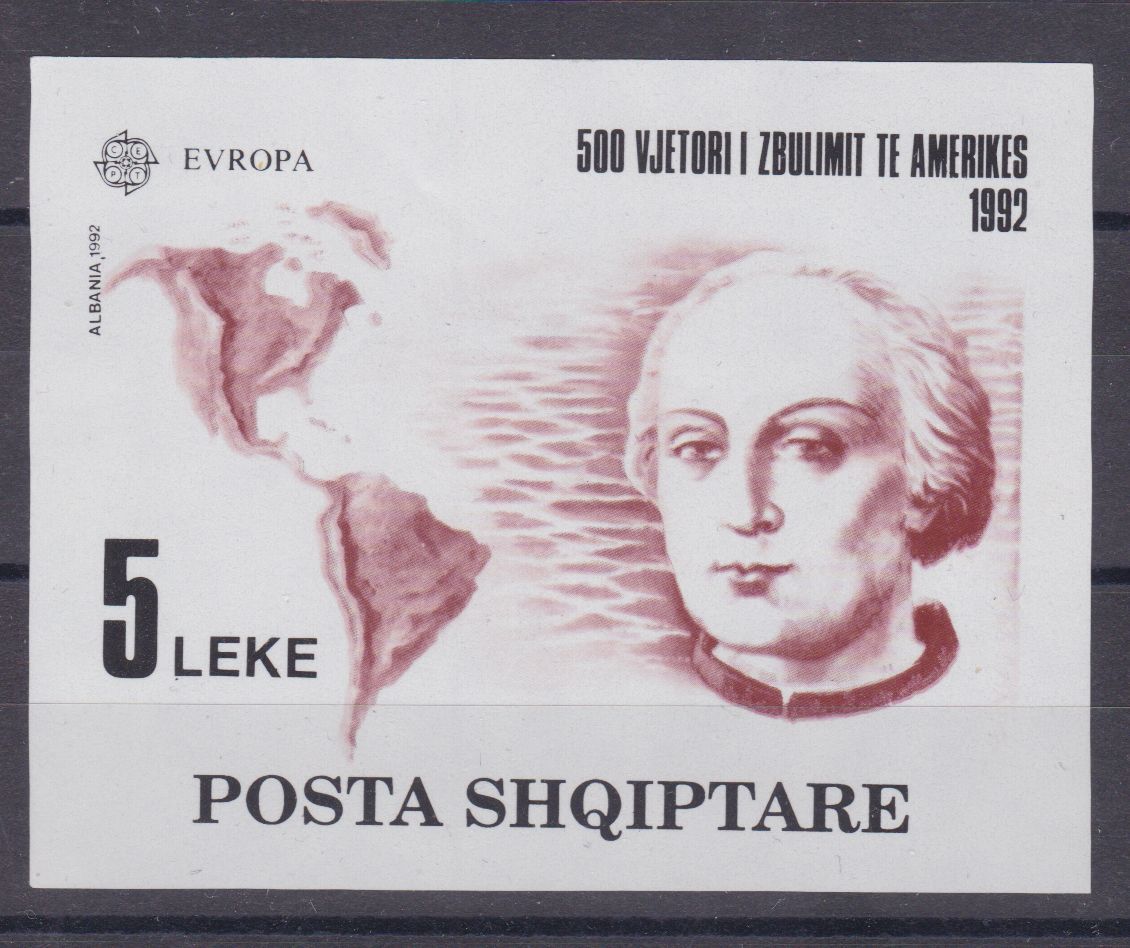 C E
P T
EVROPA
500 VJETORI I ZBULIMIT TE AMERIKES
1992
ALBANIA,1992
5 LEKE
POSTA SHQIPTARE